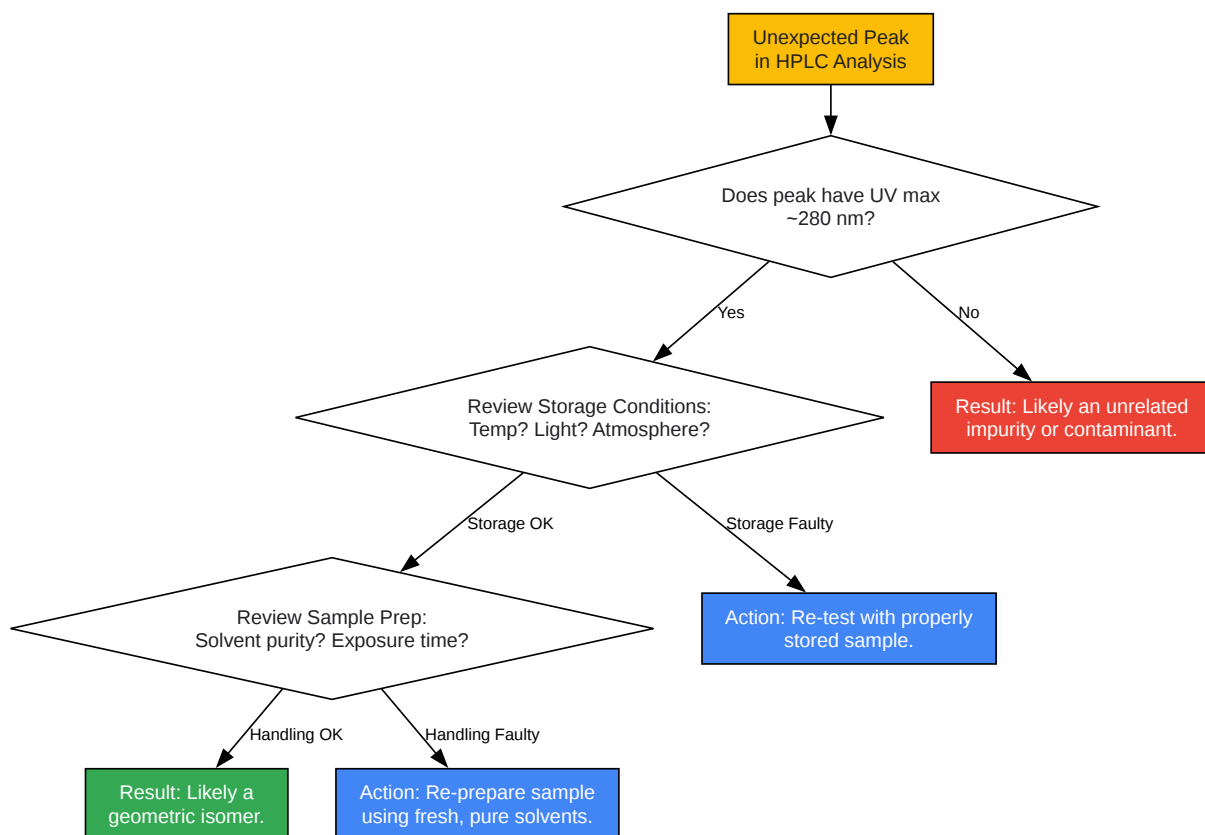 Unexpected Peak
in HPLC Analysis
Does peak have UV max
~280 nm?
Yes
No
Review Storage Conditions:
Temp? Light? Atmosphere?
Result: Likely an unrelated
impurity or contaminant.
Storage OK
Storage Faulty
Review Sample Prep:
Solvent purity? Exposure time?
Action: Re-test with properly
stored sample.
Handling OK
Handling Faulty
Result: Likely a
geometric isomer.
Action: Re-prepare sample
using fresh, pure solvents.